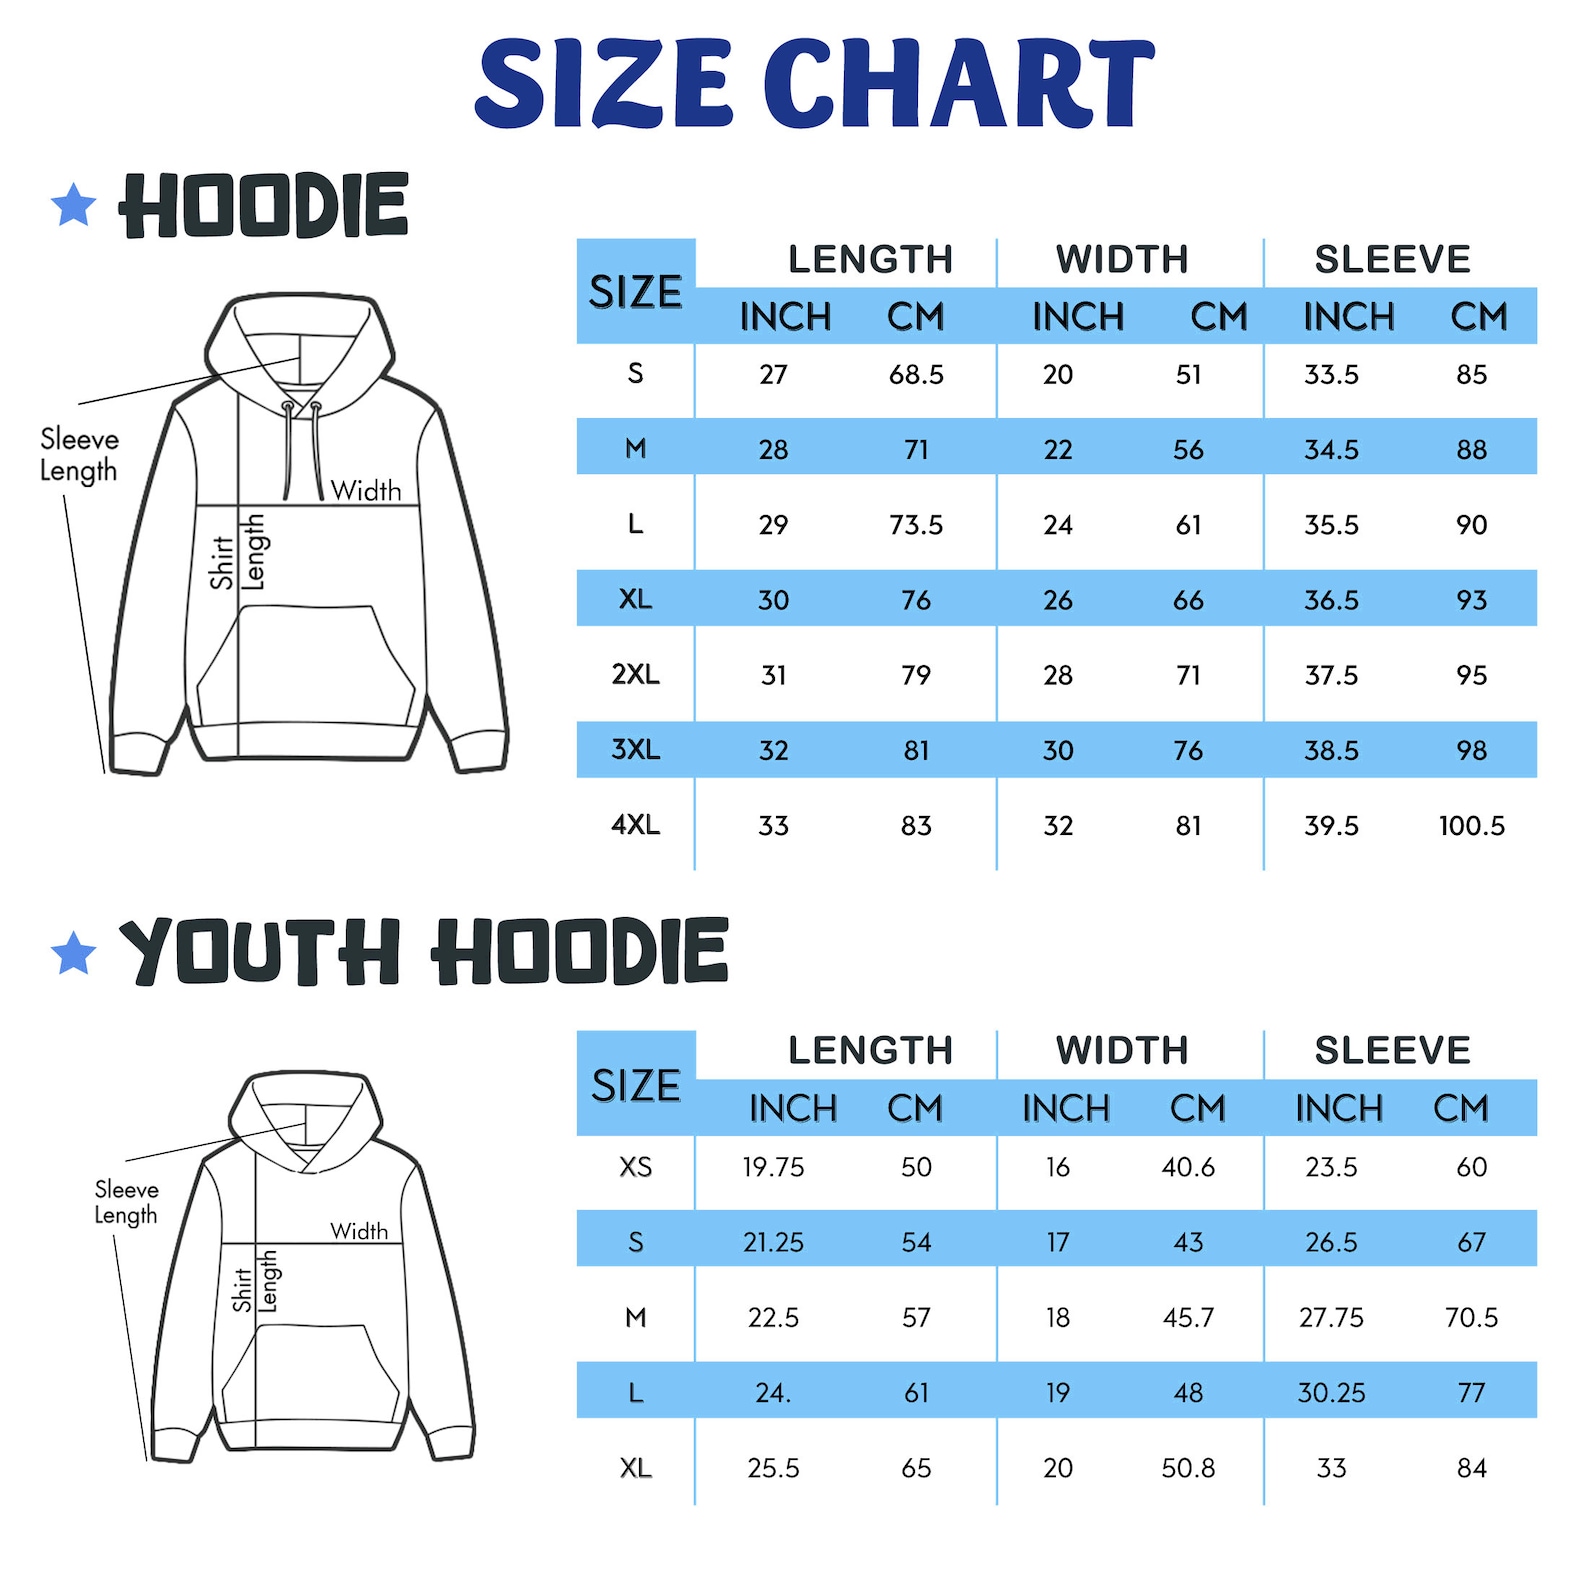 SIZE CHART
HOODIE
SIZE LENGTH WIDTH SLEEVE
INCH CM INCH CM INCH CM
S 27 68.5 20 51 33.5 85
M 28 71 22 56 34.5 88
L 29 73.5 24 61 35.5 90
XL 30 76 26 66 36.5 93
2XL 31 79 28 71 37.5 95
3XL 32 81 30 76 38.5 98
4XL 33 83 32 81 39.5 100.5
Sleeve
Length
Width
Shirt
Length
YOUTH HOODIE
SIZE LENGTH WIDTH SLEEVE
INCH CM INCH CM INCH CM
XS 19.75 50 16 40.6 23.5 60
S 21.25 54 17 43 26.5 67
M 22.5 57 18 45.7 27.75 70.5
L 24. 61 19 48 30.25 77
XL 25.5 65 20 50.8 33 84
Sleeve
Length
Width
Shirt
Length